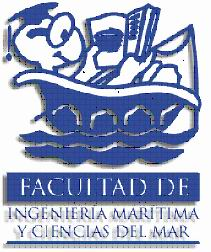 FACULTAD DE
INGENIERÍA MARÍTIMA
Y CIENCIAS DEL MAR